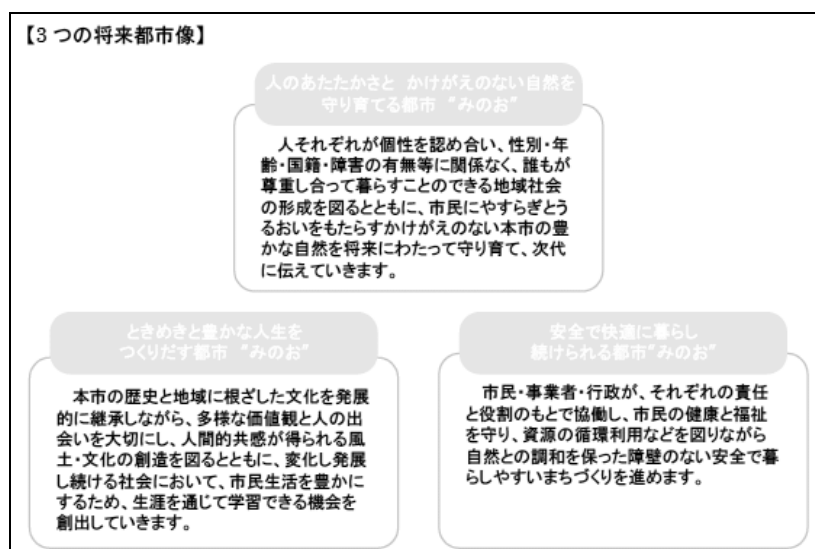 【3つの将来都市像】
人のあたたかさと かけがえのない自然を
守り育てる都市 “みのお”
人それぞれが個性を認め合い、性別・年
齢・国籍・障害の有無等に関係なく、誰もが
尊重し合って暮らすことのできる地域社会
の形成を図るとともに、市民にやすらぎとう
るおいをもたらすかけがえのない本市の豊
かな自然を将来にわたって守り育て、次代
に伝えていきます。
ときめきと豊かな人生を
つくりだす都市 “みのお”
本市の歴史と地域に根ざした文化を発展
的に継承しながら、多様な価値観と人の出
会いを大切にし、人間的共感が得られる風
土・文化の創造を図るとともに、変化し発展
し続ける社会において、市民生活を豊かに
するため、生涯を通じて学習できる機会を
創出していきます。
安全で快適に暮らし
続けられる都市“みのお”
市民・事業者・行政が、それぞれの責任
と役割のもとで協働し、市民の健康と福祉
を守り、資源の循環利用などを図りながら
自然との調和を保った障壁のない安全で暮
らしやすいまちづくりを進めます。